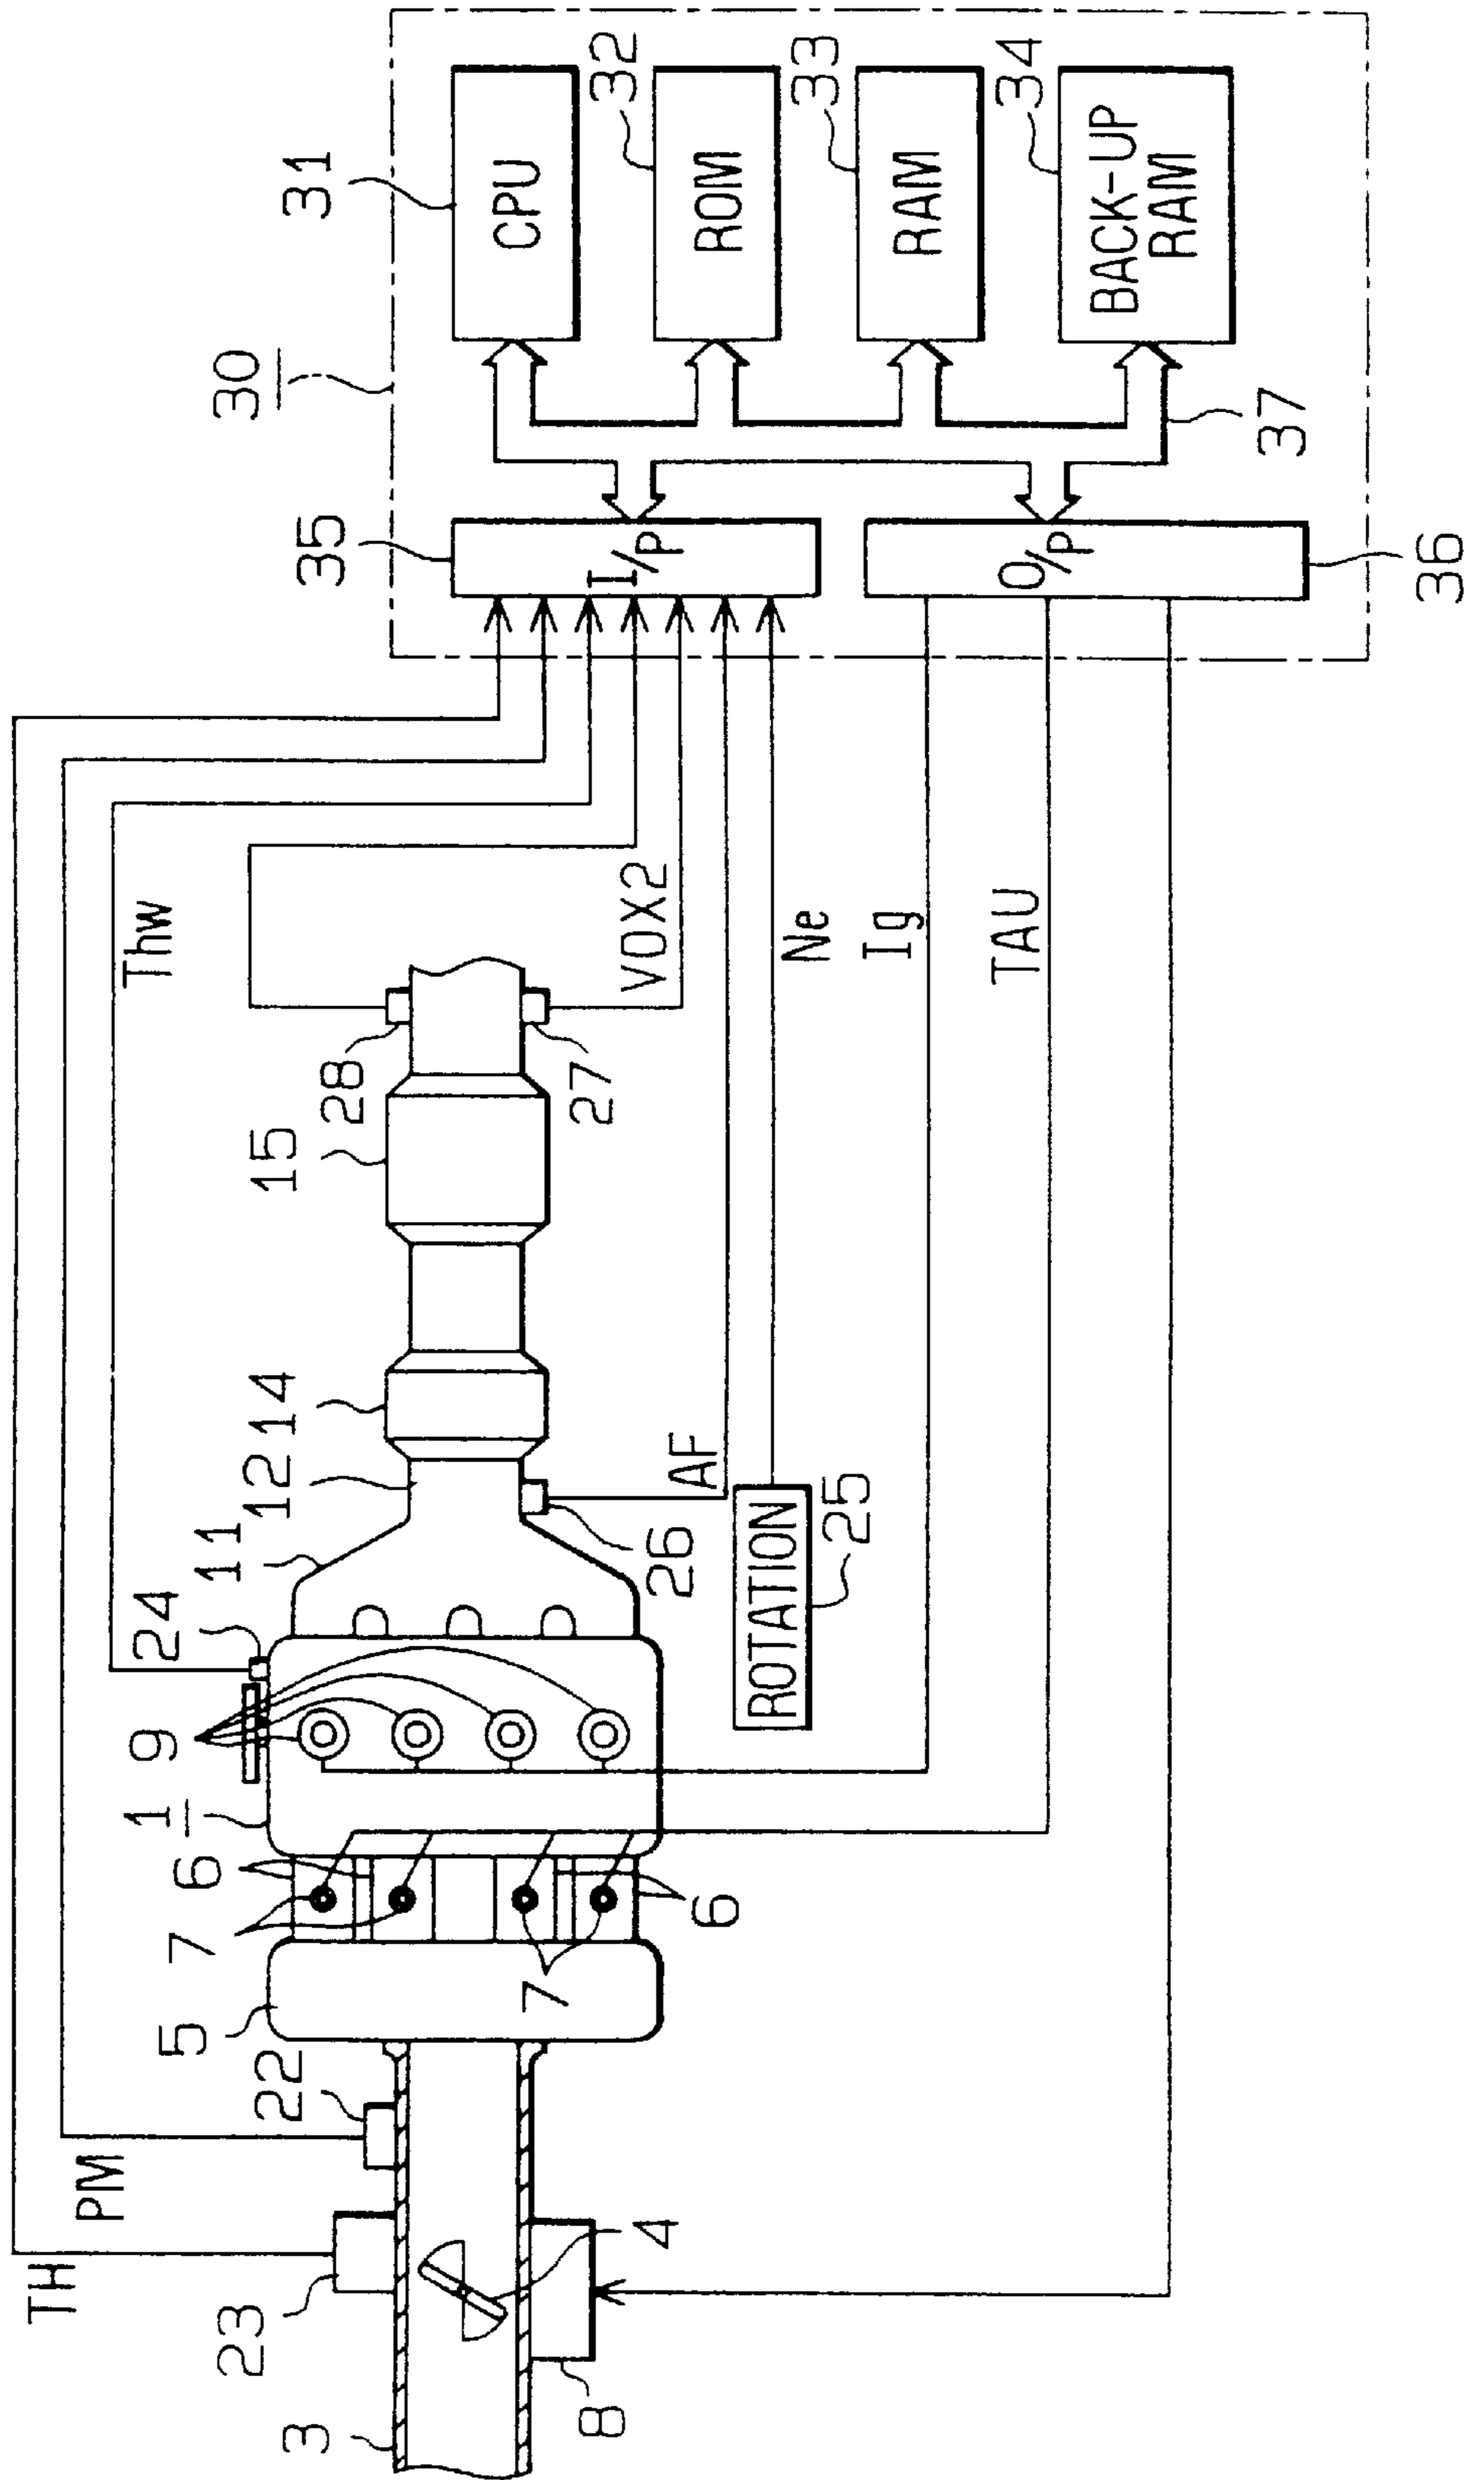 TH
PM
Thw
VOX2
AF
Ne
Ig
TAU
3
23
22
5
7
6
1
9
24
11
12
14
15
28
27
26
ROTATION
25
4
8
7
6
30
31
CPU
32
ROM
33
RAM
34
BACK-UP
RAM
35
I/P
O/P
36
37